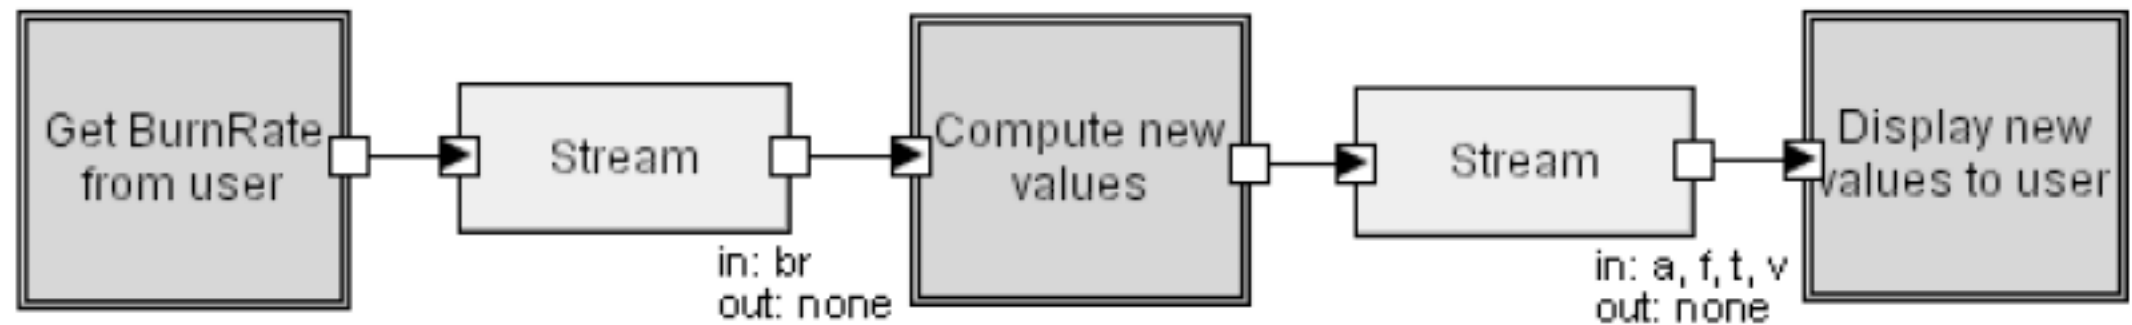 Get BurnRate
from user
Stream
in: br
out: none
Compute new
values
Stream
in: a, f, t, v
out: none
Display new
values to user